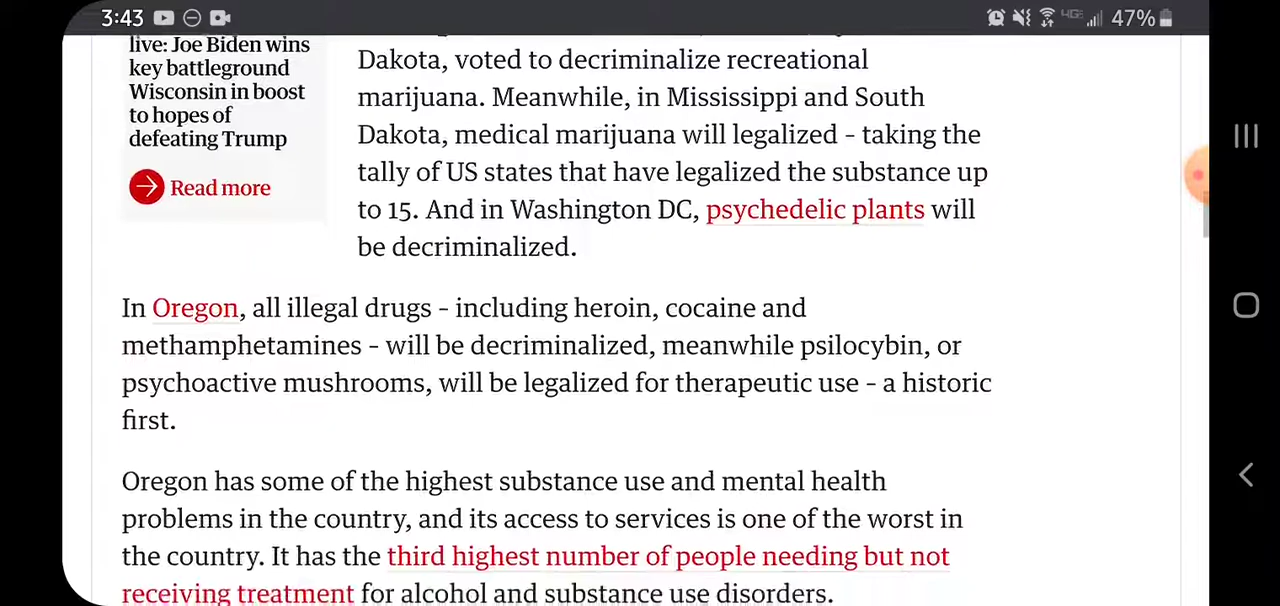 3:43
47%
live: Joe Biden wins
key battleground
Wisconsin in boost
to hopes of
defeating Trump
Read more
Dakota, voted to decriminalize recreational
marijuana. Meanwhile, in Mississippi and South
Dakota, medical marijuana will legalized – taking the
tally of US states that have legalized the substance up
to 15. And in Washington DC, psychedelic plants will
be decriminalized.
In Oregon, all illegal drugs – including heroin, cocaine and
methamphetamines – will be decriminalized, meanwhile psilocybin, or
psychoactive mushrooms, will be legalized for therapeutic use – a historic
first.
Oregon has some of the highest substance use and mental health
problems in the country, and its access to services is one of the worst in
the country. It has the third highest number of people needing but not
receiving treatment for alcohol and substance use disorders.